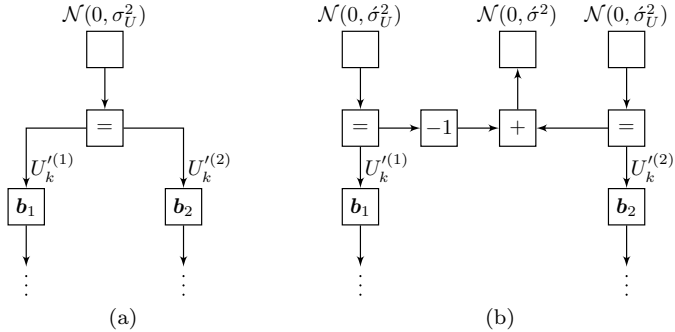 𝒩(0, σ_U^2) 𝒩(0, σ́_U^2) 𝒩(0, σ́^2) 𝒩(0, σ́_U^2)
= = −1 + =
U_k′^(1) U_k′^(2) U_k′^(1) U_k′^(2)
b_1 b_2 b_1 b_2
⋮ ⋮ ⋮ ⋮
(a) (b)